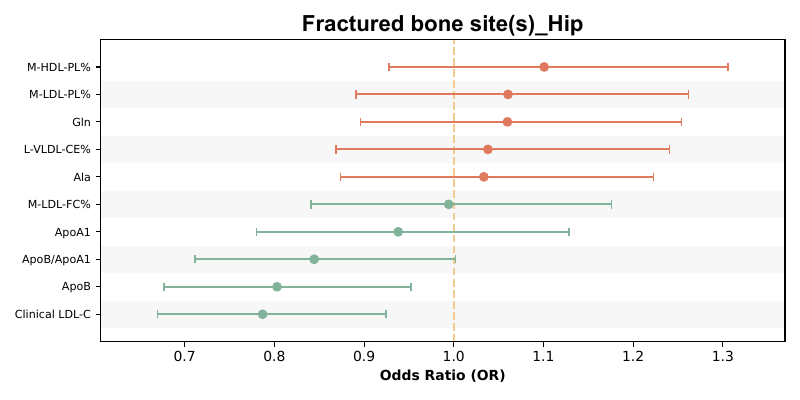 Fractured bone site(s)_Hip
M-HDL-PL%
M-LDL-PL%
Gln
L-VLDL-CE%
Ala
M-LDL-FC%
ApoA1
ApoB/ApoA1
ApoB
Clinical LDL-C
0.7 0.8 0.9 1.0 1.1 1.2 1.3
Odds Ratio (OR)